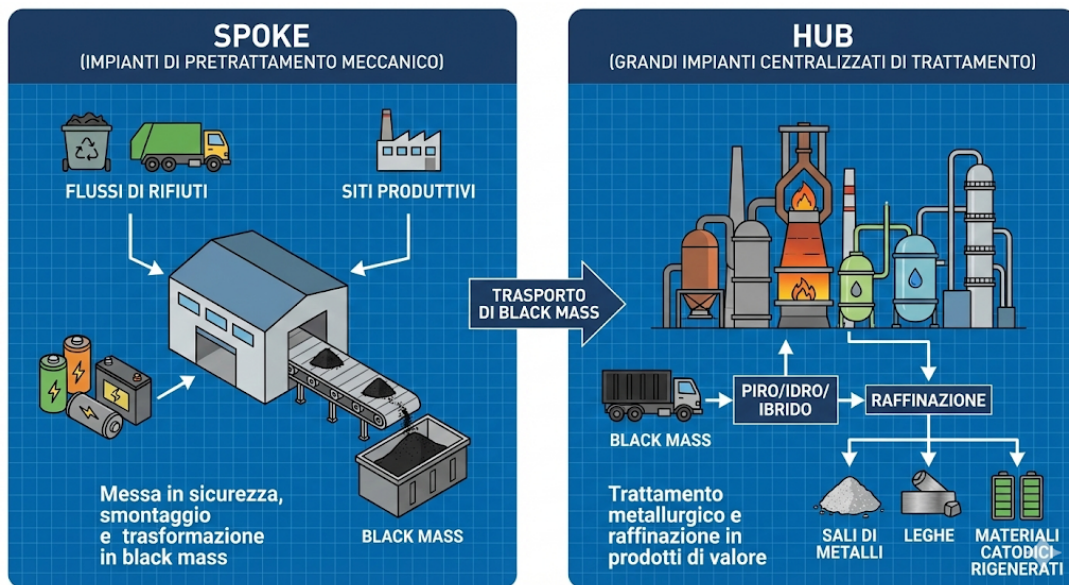 SPOKE
(IMPIANTI DI PRETRATTAMENTO MECCANICO)
FLUSSI DI RIFIUTI
SITI PRODUTTIVI
Messa in sicurezza,
smontaggio
e trasformazione
in black mass
BLACK MASS
TRASPORTO
DI BLACK MASS
HUB
(GRANDI IMPIANTI CENTRALIZZATI DI TRATTAMENTO)
BLACK MASS
PIRO/IDRO/
IBRIDO
RAFFINAZIONE
Trattamento
metallurgico e
raffinazione in
prodotti di valore
SALI DI
METALLI
LEGHE
MATERIALI
CATODICI
RIGENERATI